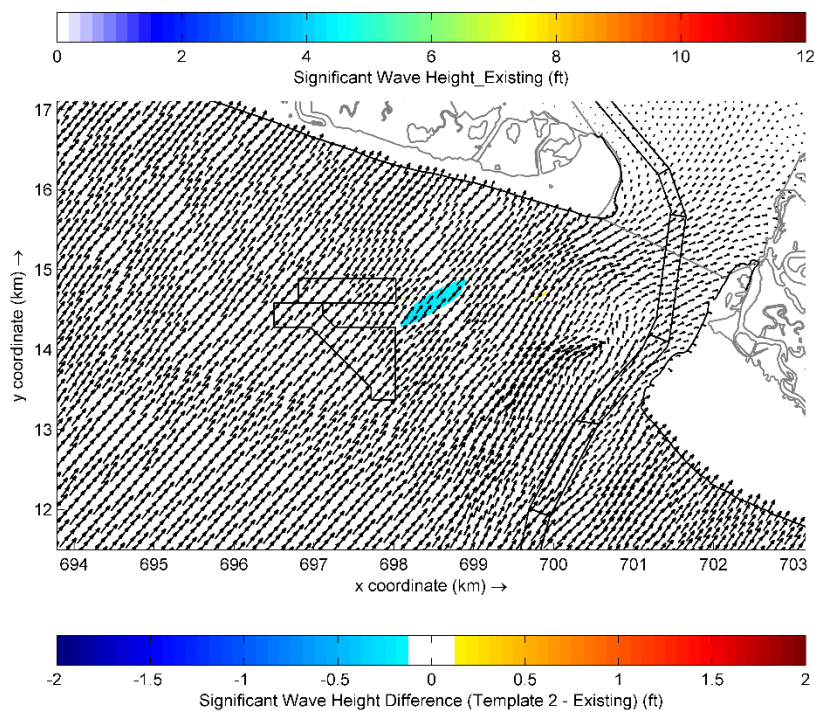 0 2 4 6 8 10 12
Significant Wave Height_Existing (ft)
17
16
15
14
13
12
y coordinate (km) →
694 695 696 697 698 699 700 701 702 703
x coordinate (km) →
-2 -1.5 -1 -0.5 0 0.5 1 1.5 2
Significant Wave Height Difference (Template 2 - Existing) (ft)